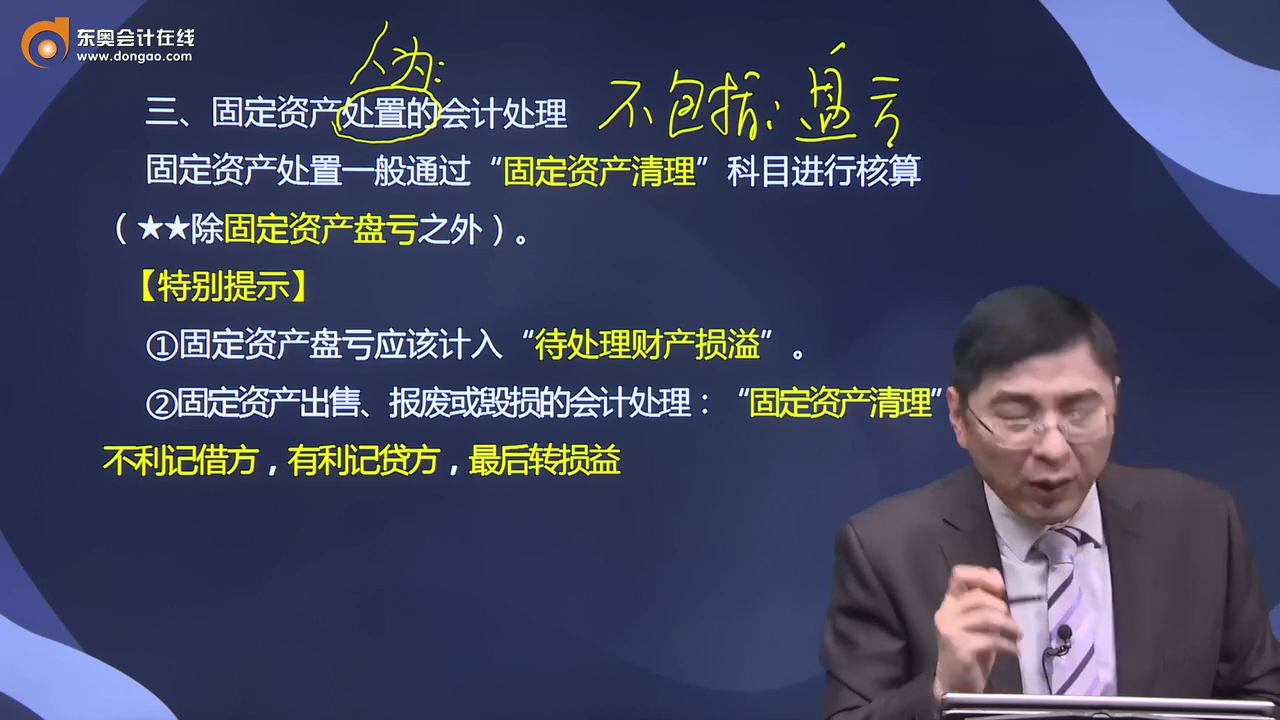 东奥会计在线
www.dongao.com
人为:
三、固定资产处置的会计处理
不包括:盘亏
固定资产处置一般通过“固定资产清理”科目进行核算
（★★除固定资产盘亏之外）。
【特别提示】
①固定资产盘亏应该计入“待处理财产损溢”。
②固定资产出售、报废或毁损的会计处理：“固定资产清理”
不利记借方，有利记贷方，最后转损益